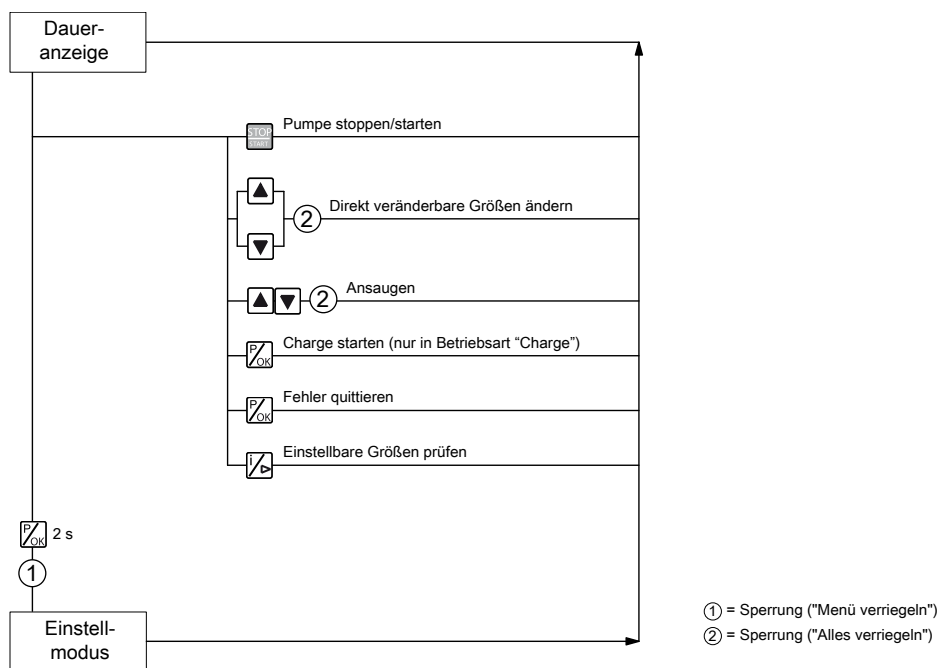 Dauer-
anzeige
STOP
START
Pumpe stoppen/starten
2
Direkt veränderbare Größen ändern
2
Ansaugen
P/OK
Charge starten (nur in Betriebsart “Charge”)
P/OK
Fehler quittieren
i/
Einstellbare Größen prüfen
P/OK
2 s
1
Einstell-
modus
1 = Sperrung ("Menü verriegeln")
2 = Sperrung ("Alles verriegeln")